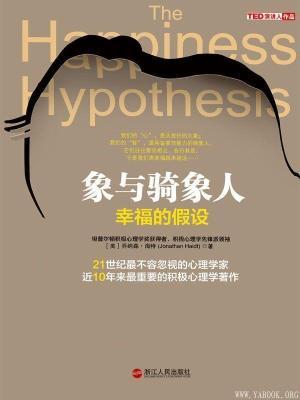 TED演讲人作品
The
Happiness
Hypothesis
象与骑象人
幸福的假设
坦普尔顿积极心理学奖获得者、积极心理学先锋派领袖
[美] 乔纳森·海特 (Jonathan Haidt) ◎著
21世纪最不容忽视的心理学家
近10年来最重要的积极心理学著作
浙江人民出版社
WWW.YABOOK.ORG